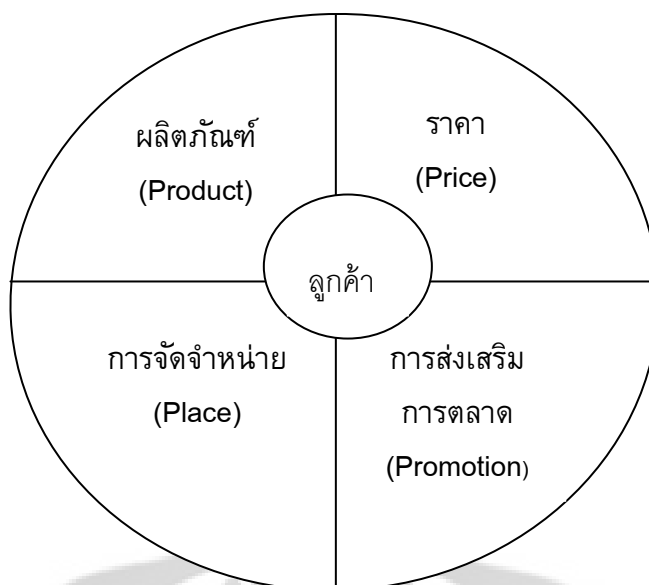 ผลิตภัณฑ์
(Product)
ราคา
(Price)
ลูกค้า
การจัดจำหน่าย
(Place)
การส่งเสริม
การตลาด
(Promotion)